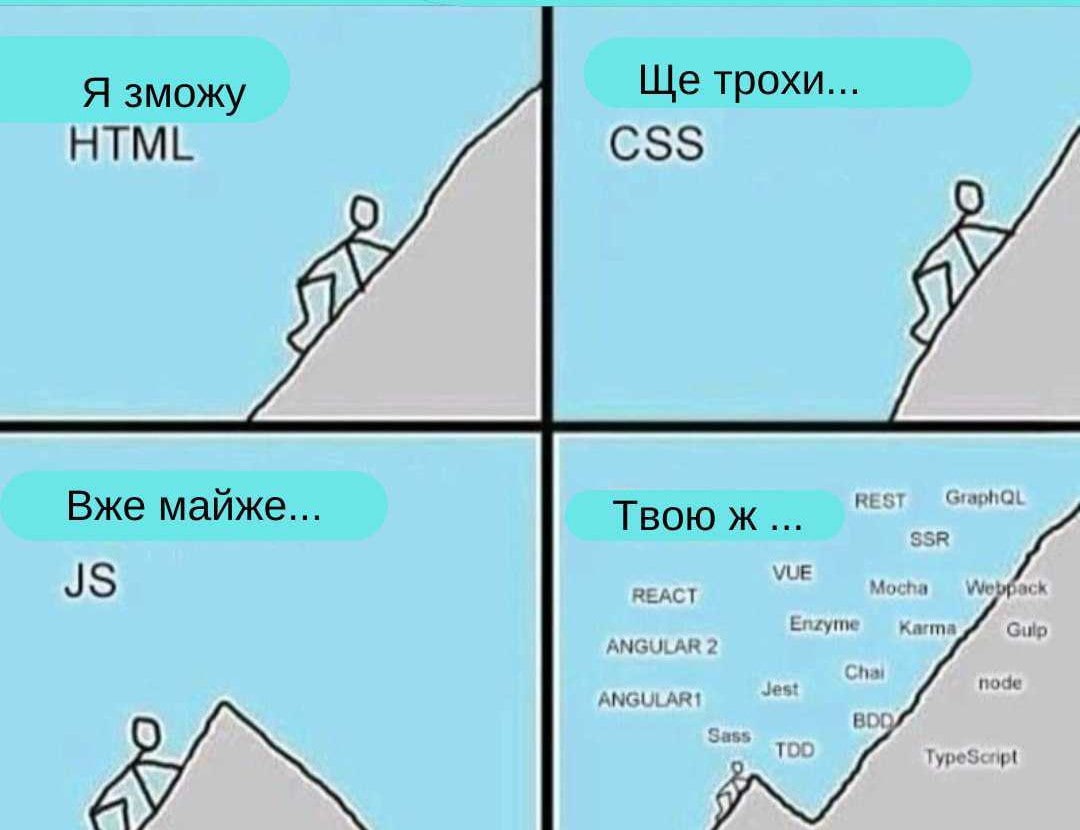 Я зможу
HTML
Ще трохи...
CSS
Вже майже...
JS
Твою ж ...
REST GraphQL
SSR
VUE
REACT
Mocha Webpack
Enzyme Karma Gulp
ANGULAR 2
Chai
node
Jest
ANGULAR1
BDD
Sass
TDD
TypeScript